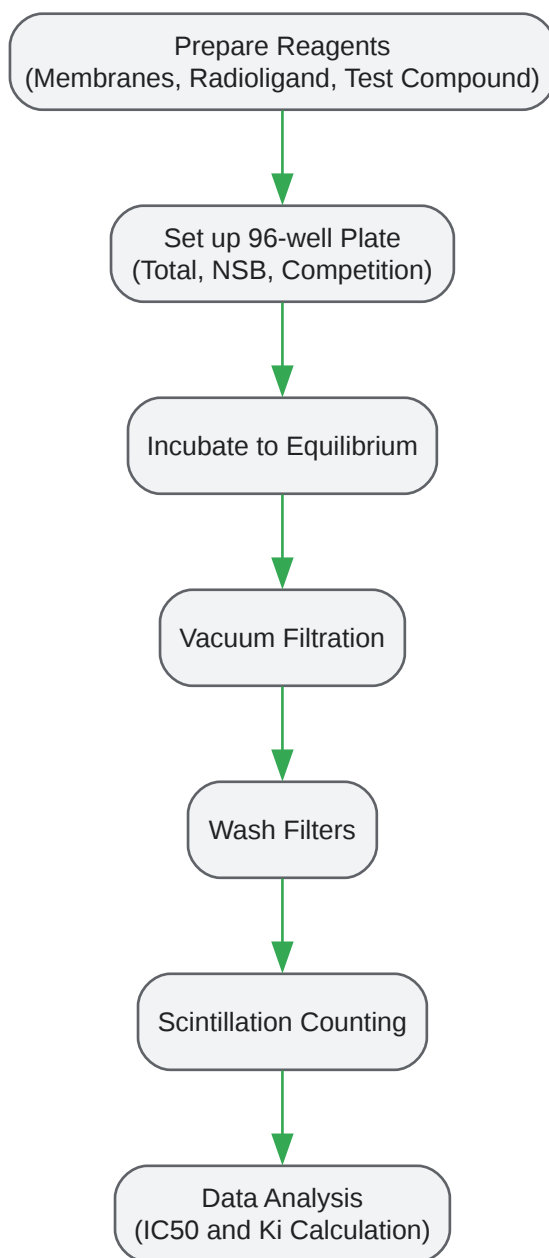 Prepare Reagents
(Membranes, Radioligand, Test Compound)
Set up 96-well Plate
(Total, NSB, Competition)
Incubate to Equilibrium
Vacuum Filtration
Wash Filters
Scintillation Counting
Data Analysis
(IC50 and Ki Calculation)